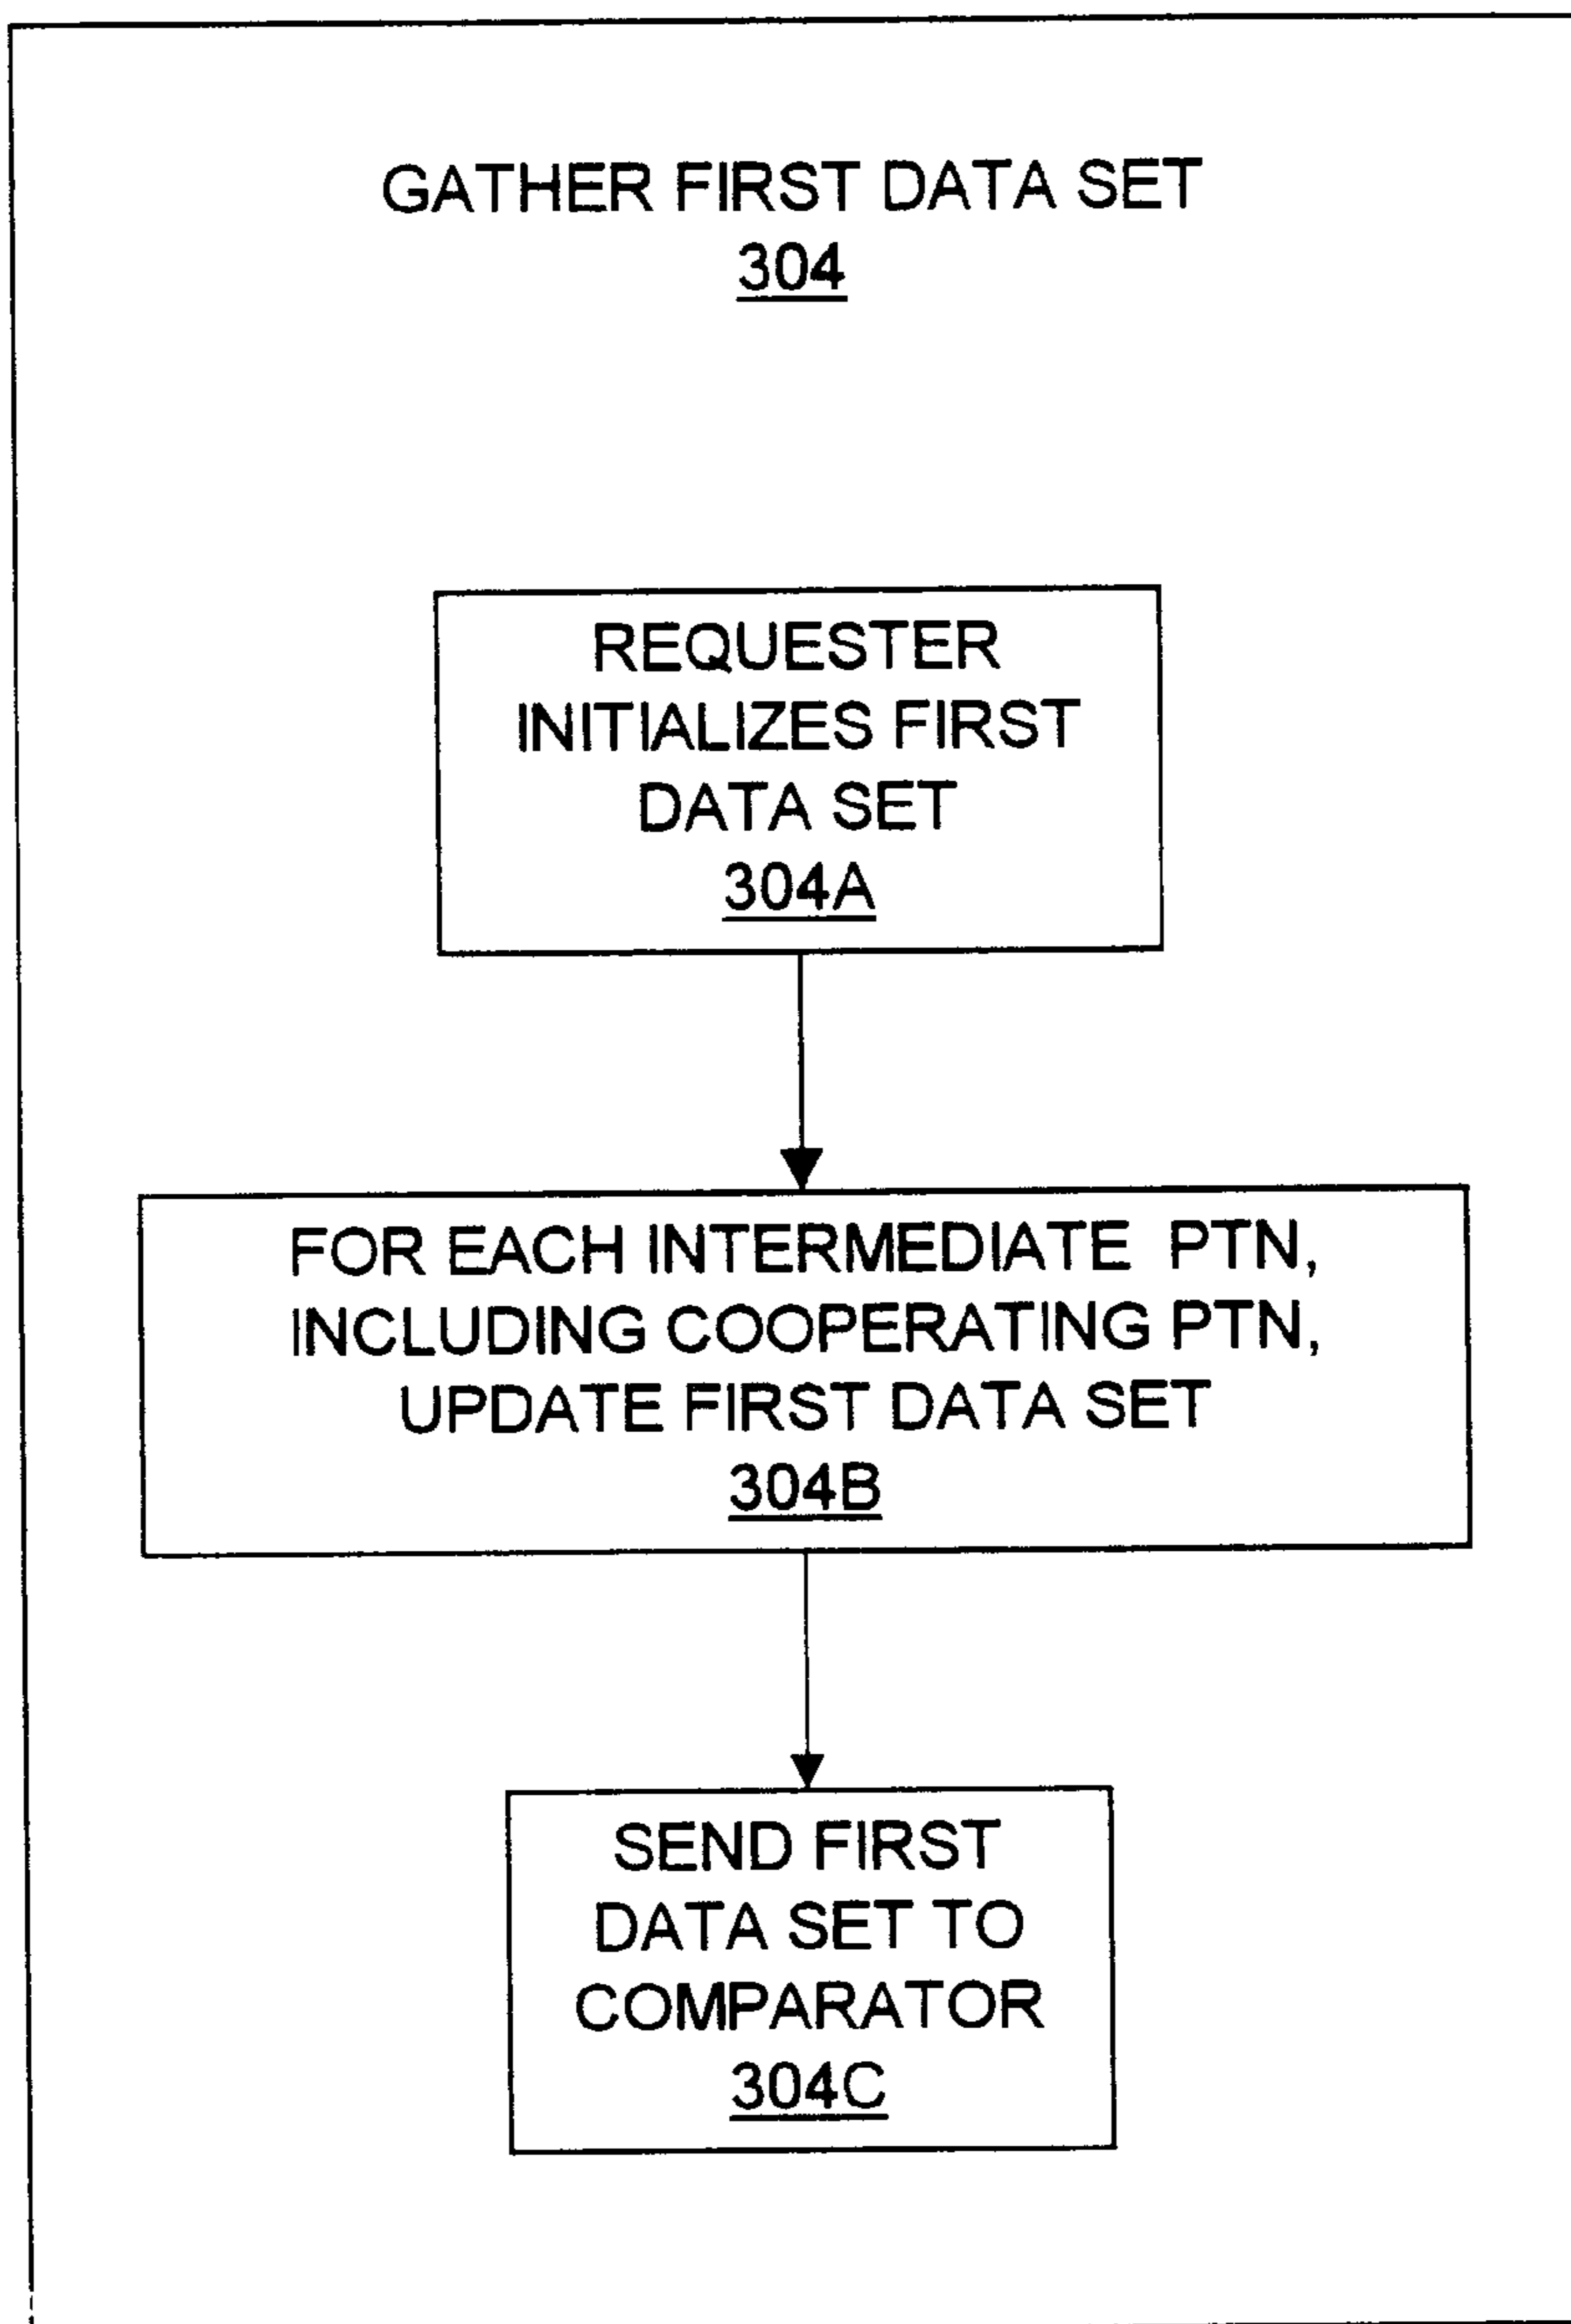 GATHER FIRST DATA SET
304
REQUESTER
INITIALIZES FIRST
DATA SET
304A
FOR EACH INTERMEDIATE PTN,
INCLUDING COOPERATING PTN,
UPDATE FIRST DATA SET
304B
SEND FIRST
DATA SET TO
COMPARATOR
304C